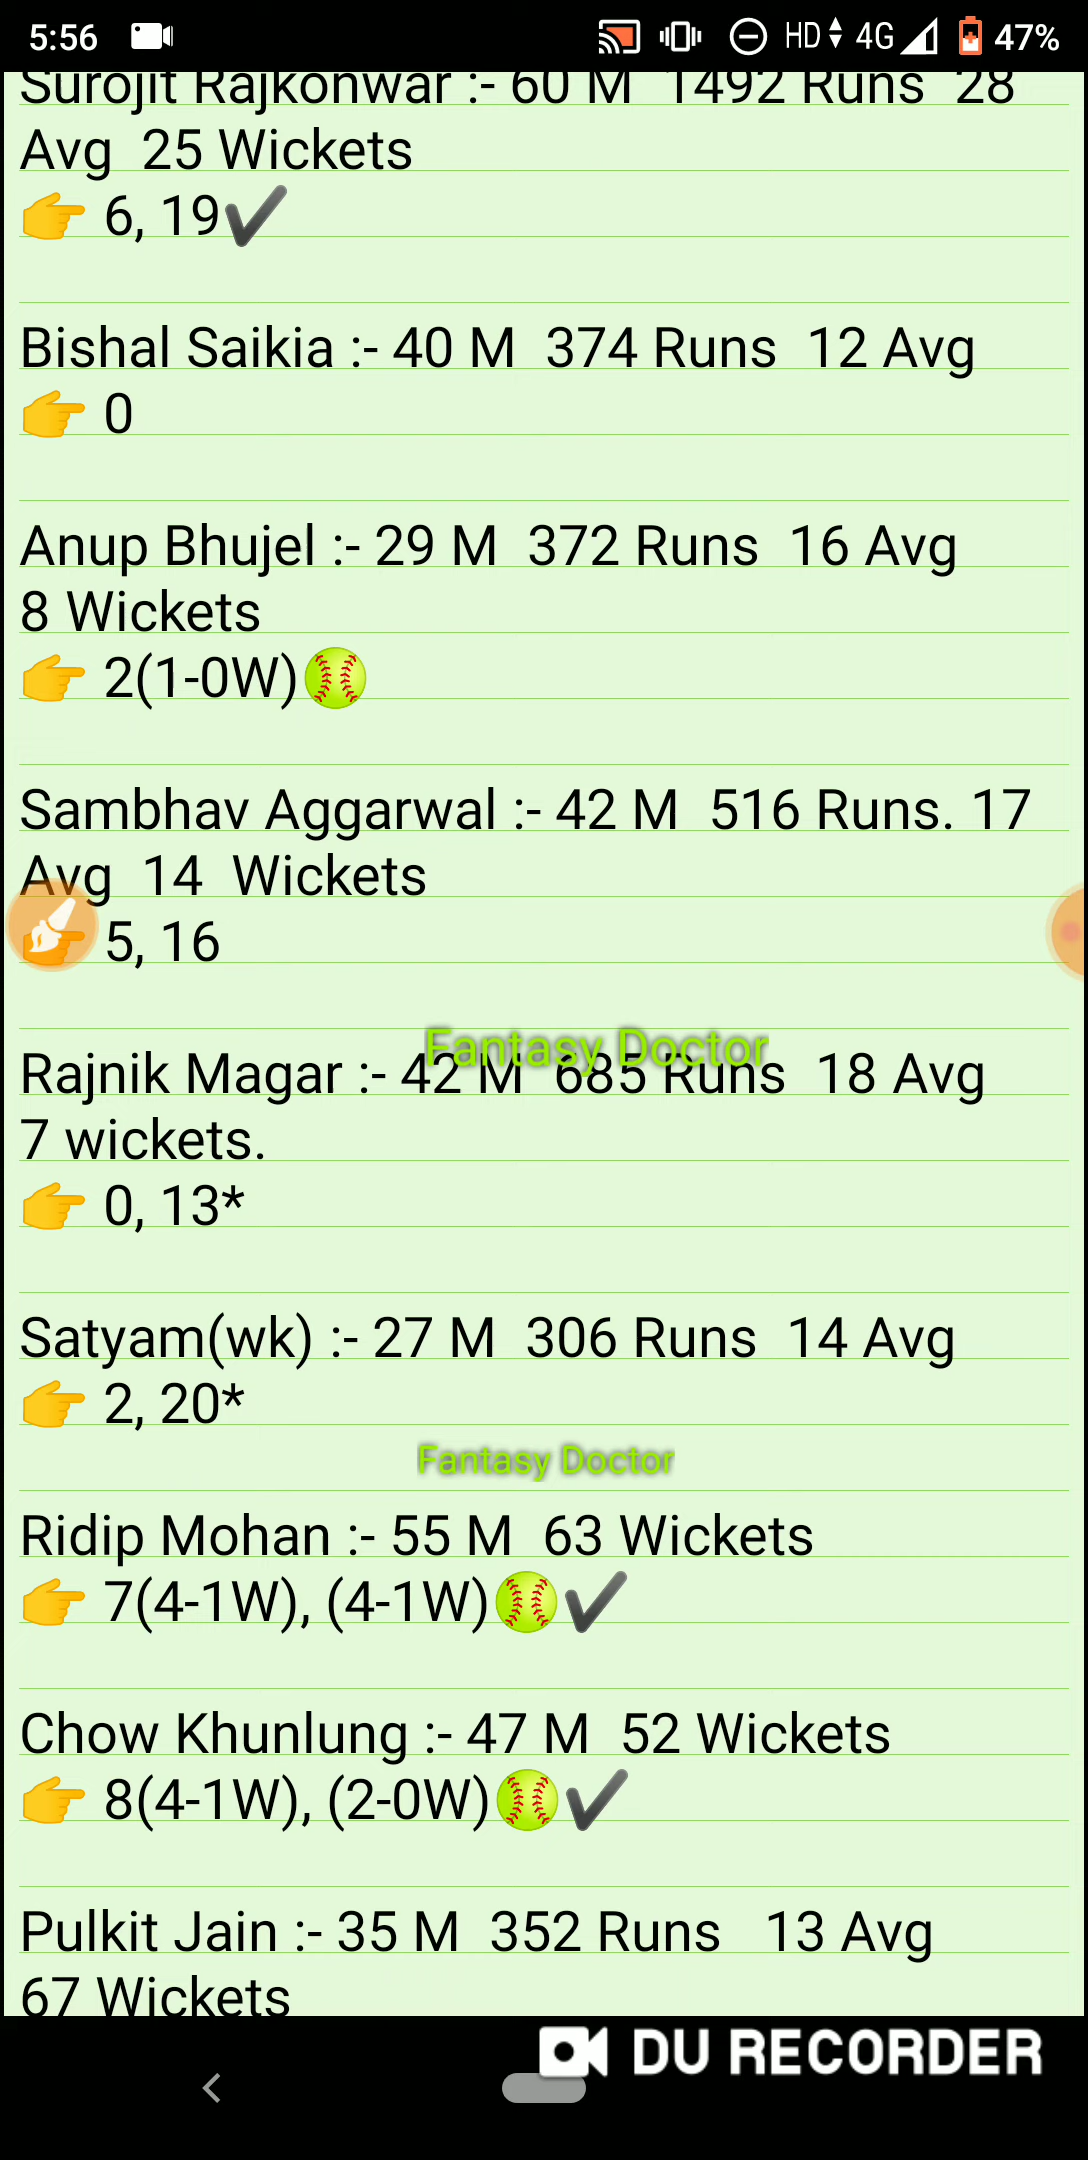 5:56 HD 4G 47%
Surojit Rajkonwar :- 60 M 1492 Runs 28
Avg 25 Wickets
👉 6, 19✔
Bishal Saikia :- 40 M 374 Runs 12 Avg
👉 0
Anup Bhujel :- 29 M 372 Runs 16 Avg
8 Wickets
👉 2(1-0W)🥎
Sambhav Aggarwal :- 42 M 516 Runs. 17
Avg 14 Wickets
👉 5, 16
Fantasy Doctor
Rajnik Magar :- 42 M 685 Runs 18 Avg
7 wickets.
👉 0, 13*
Satyam(wk) :- 27 M 306 Runs 14 Avg
👉 2, 20*
Fantasy Doctor
Ridip Mohan :- 55 M 63 Wickets
👉 7(4-1W), (4-1W)🥎✔
Chow Khunlung :- 47 M 52 Wickets
👉 8(4-1W), (2-0W)🥎✔
Pulkit Jain :- 35 M 352 Runs 13 Avg
67 Wickets
DU RECORDER